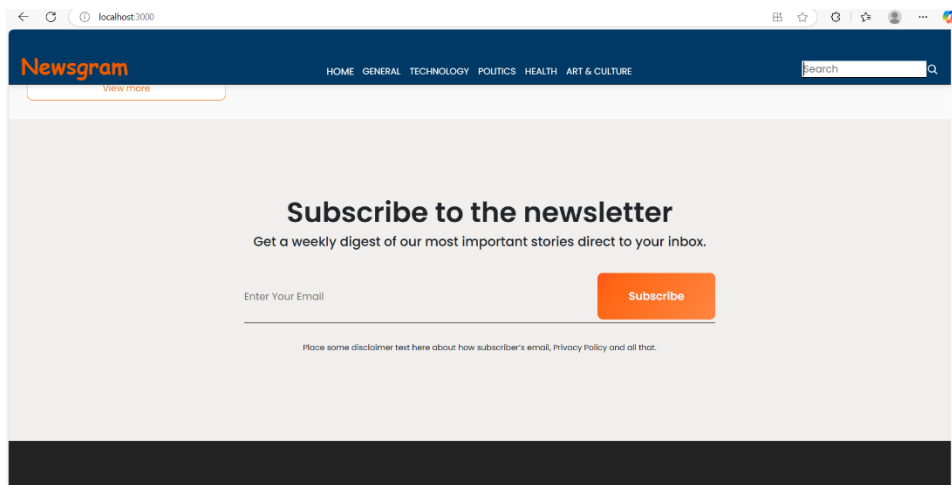 localhost:3000
Newsgram
HOME GENERAL TECHNOLOGY POLITICS HEALTH ART & CULTURE
Search
View more
Subscribe to the newsletter
Get a weekly digest of our most important stories direct to your inbox.
Enter Your Email
Subscribe
Place some disclaimer text here about how subscriber's email, Privacy Policy and all that.